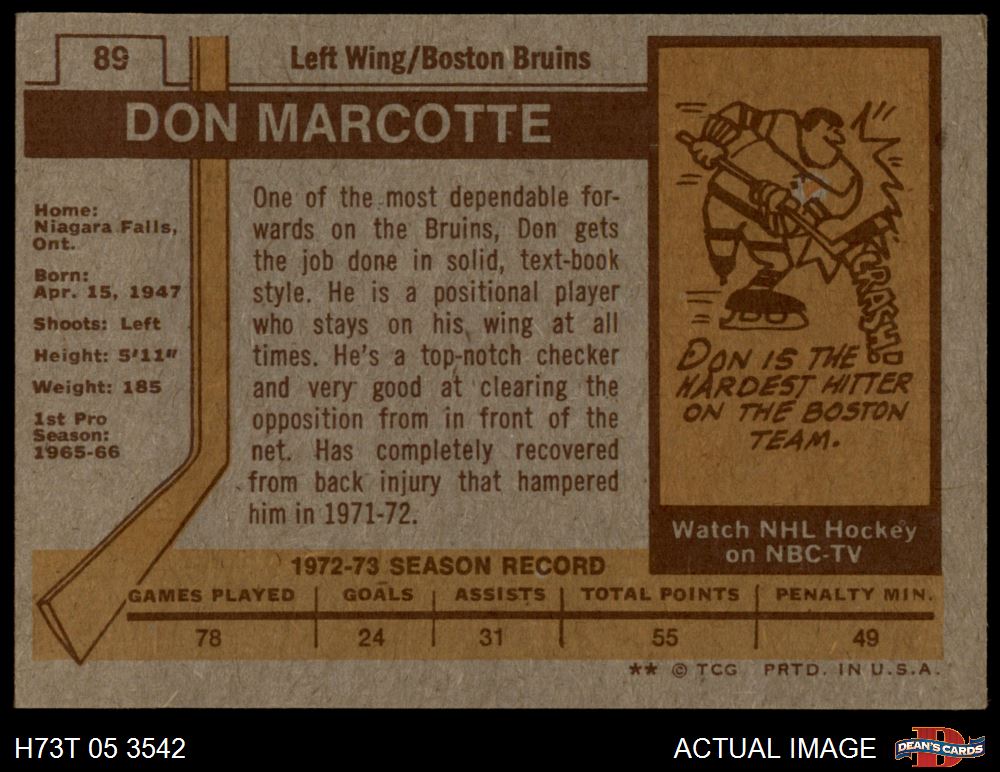 89
Left Wing/Boston Bruins
DON MARCOTTE
Home:
Niagara Falls,
Ont.
Born:
Apr. 15, 1947
Shoots: Left
Height: 5'11"
Weight: 185
1st Pro
Season:
1965-66
One of the most dependable for-
wards on the Bruins, Don gets
the job done in solid, text-book
style. He is a positional player
who stays on his wing at all
times. He's a top-notch checker
and very good at clearing the
opposition from in front of the
net. Has completely recovered
from back injury that hampered
him in 1971-72.
CRASH!
DON IS THE
HARDEST HITTER
ON THE BOSTON
TEAM.
Watch NHL Hockey
on NBC-TV
1972-73 SEASON RECORD
GAMES PLAYED GOALS ASSISTS TOTAL POINTS PENALTY MIN.
78 24 31 55 49
** © TCG PRTD. IN U.S.A.
H73T 05 3542
ACTUAL IMAGE
DEAN'S CARDS